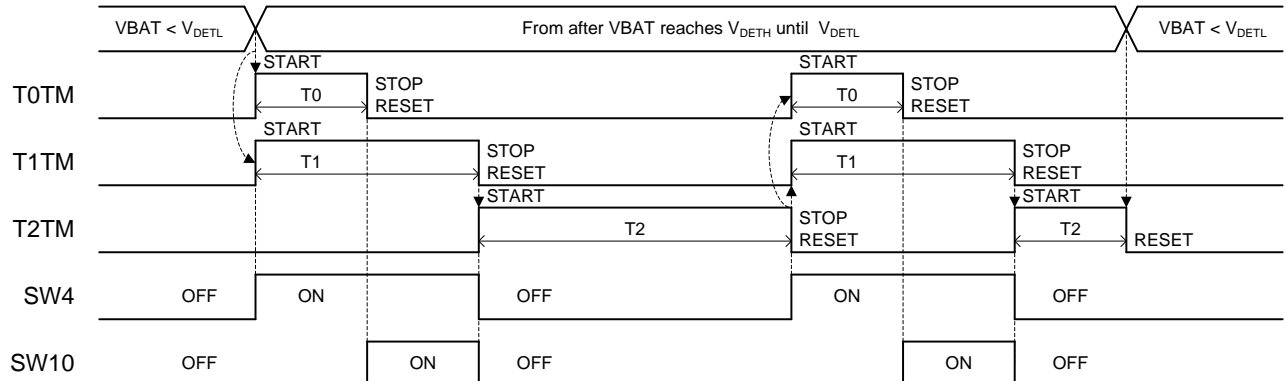 VBAT < VDETL From after VBAT reaches VDETH until VDETL VBAT < VDETL
START START
T0TM T0 STOP T0 STOP
RESET RESET
START START
T1TM T1 STOP T1 STOP
RESET RESET
START START
T2TM T2 STOP T2 RESET
RESET
SW4 OFF ON OFF ON OFF
SW10 OFF ON OFF ON OFF